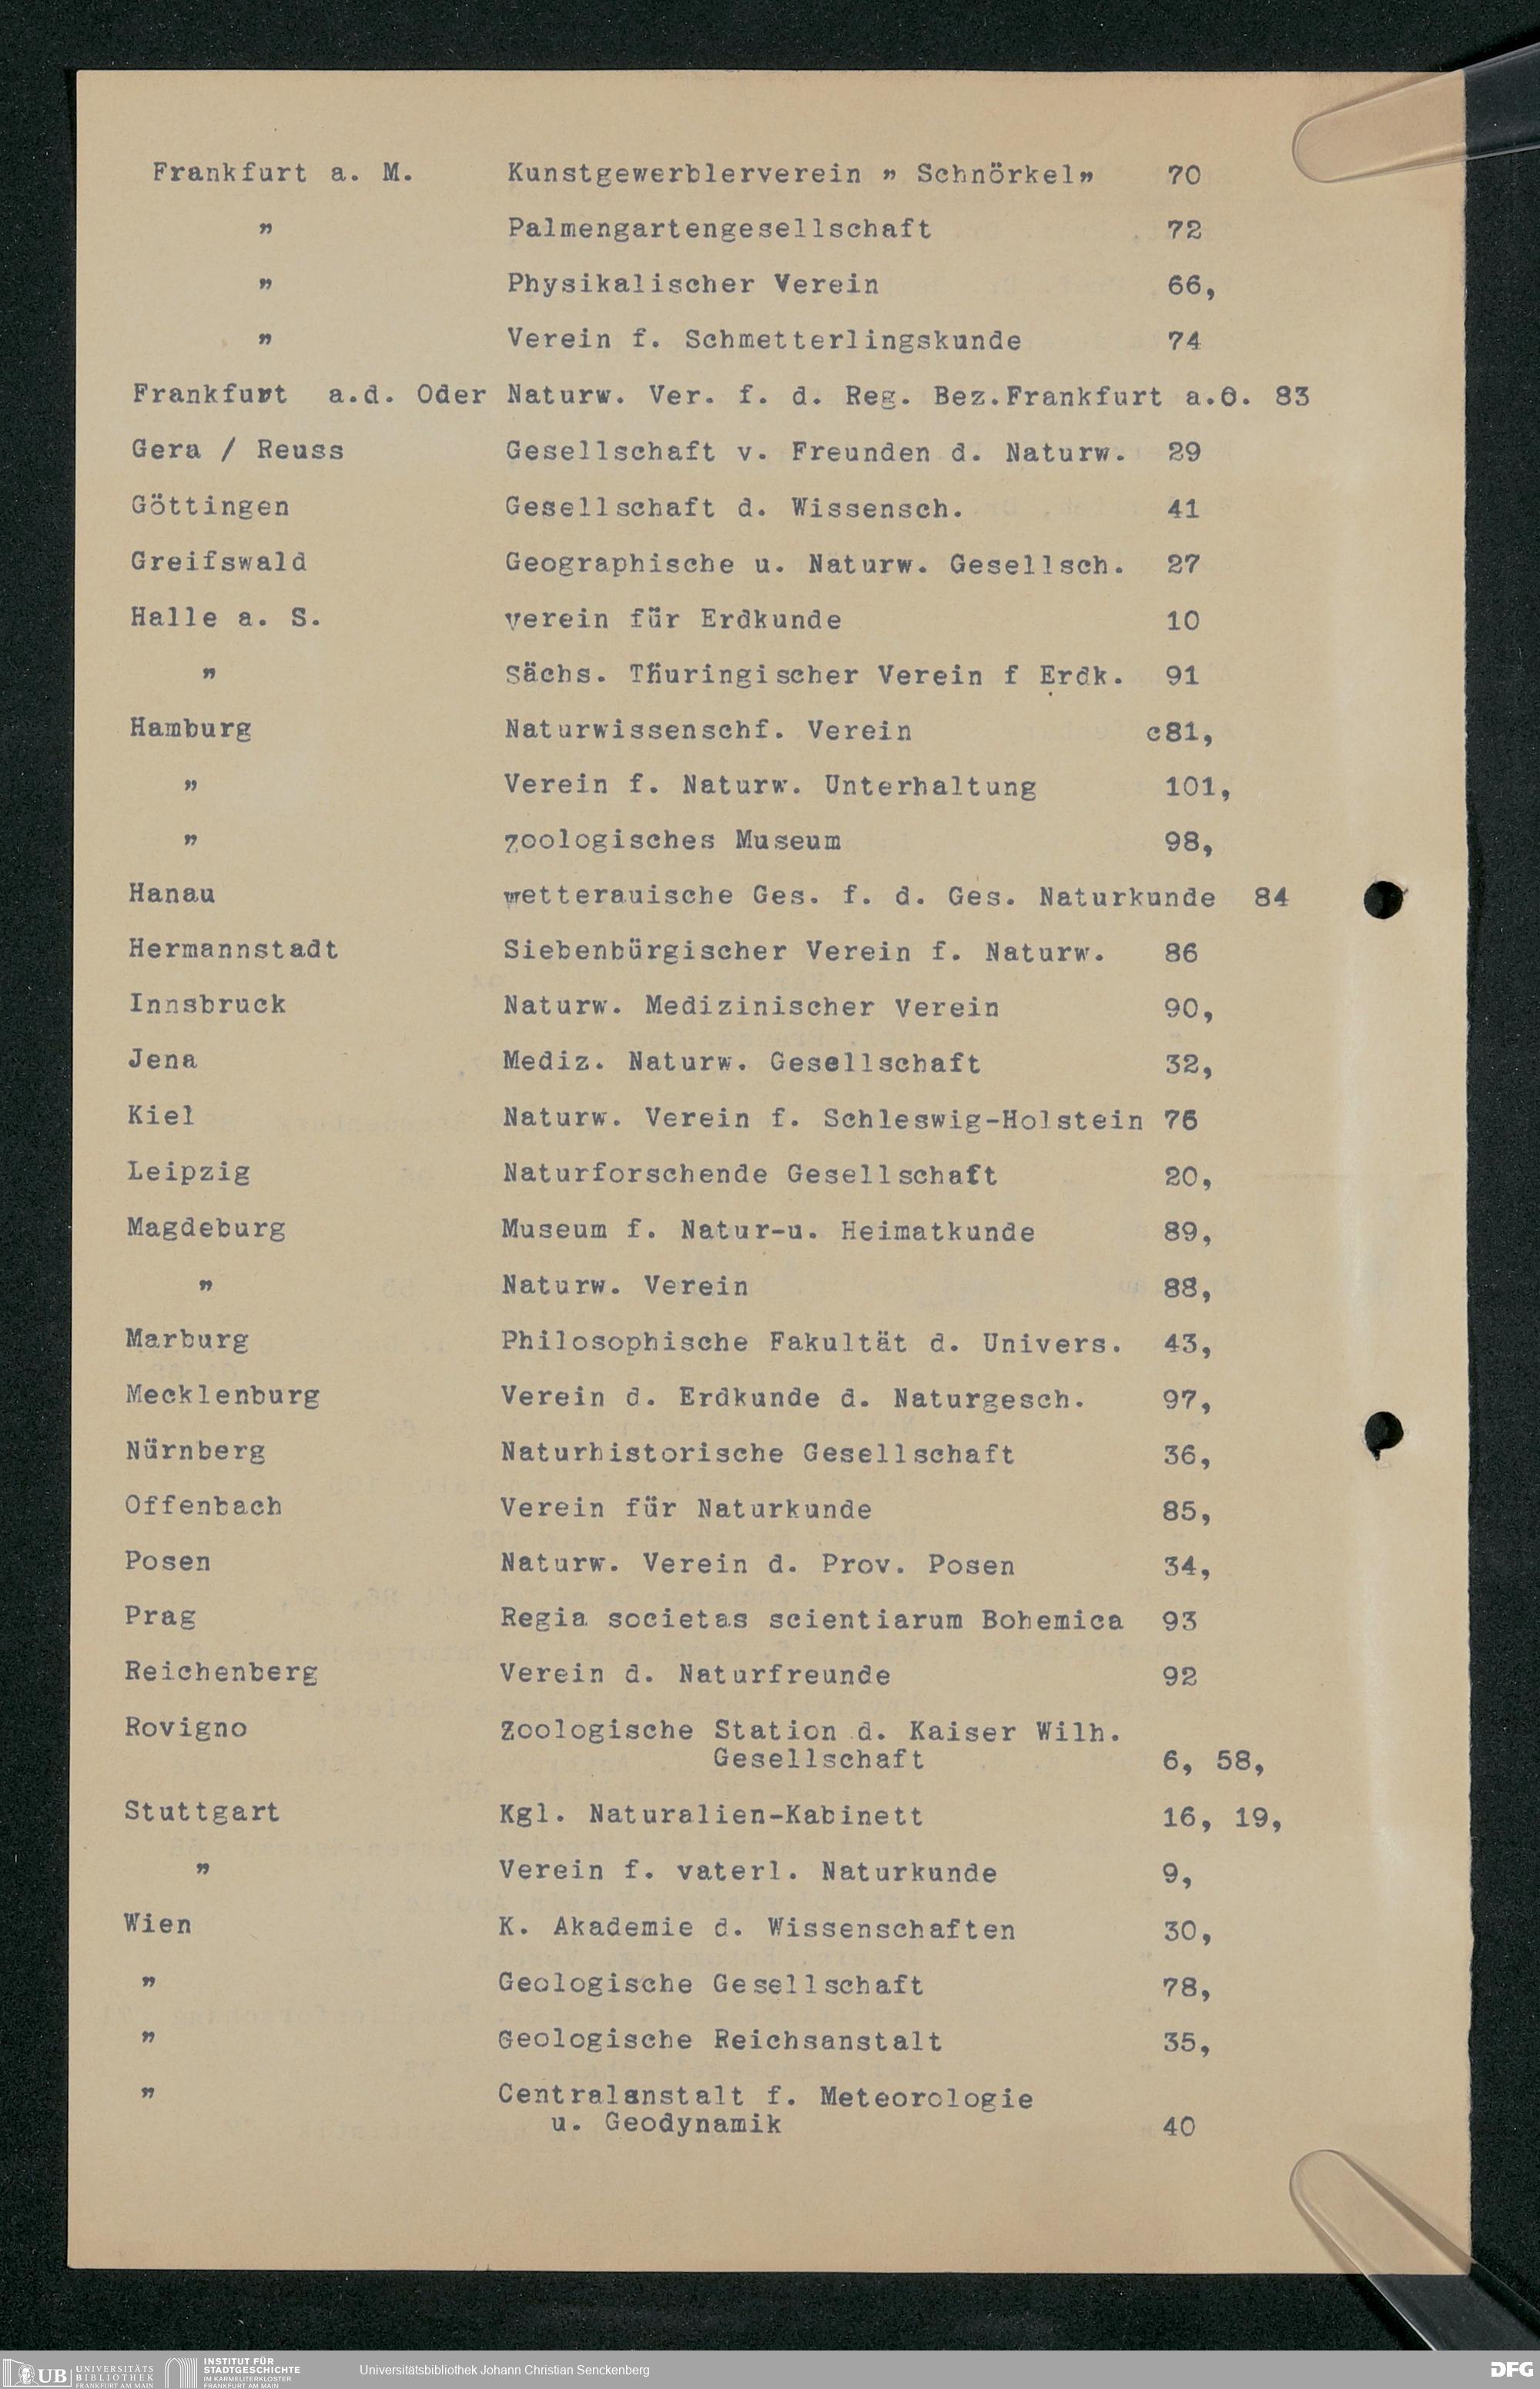 Frankfurt a. M. Kunstgewerblerverein " Schnörkel" 70
" Palmengartengesellschaft 72
" Physikalischer Verein 66,
" Verein f. Schmetterlingskunde 74
Frankfurt a.d. Oder Naturw. Ver. f. d. Reg. Bez.Frankfurt a.O. 83
Gera / Reuss Gesellschaft v. Freunden d. Naturw. 29
Göttingen Gesellschaft d. Wissensch. 41
Greifswald Geographische u. Naturw. Gesellsch. 27
Halle a. S. verein für Erdkunde 10
" Sächs. Thüringischer Verein f Erdk. 91
Hamburg Naturwissenschf. Verein c81,
" Verein f. Naturw. Unterhaltung 101,
" zoologisches Museum 98,
Hanau wetterauische Ges. f. d. Ges. Naturkunde 84
Hermannstadt Siebenbürgischer Verein f. Naturw. 86
Innsbruck Naturw. Medizinischer Verein 90,
Jena Mediz. Naturw. Gesellschaft 32,
Kiel Naturw. Verein f. Schleswig-Holstein 76
Leipzig Naturforschende Gesellschaft 20,
Magdeburg Museum f. Natur-u. Heimatkunde 89,
" Naturw. Verein 88,
Marburg Philosophische Fakultät d. Univers. 43,
Mecklenburg Verein d. Erdkunde d. Naturgesch. 97,
Nürnberg Naturhistorische Gesellschaft 36,
Offenbach Verein für Naturkunde 85,
Posen Naturw. Verein d. Prov. Posen 34,
Prag Regia societas scientiarum Bohemica 93
Reichenberg Verein d. Naturfreunde 92
Rovigno Zoologische Station d. Kaiser Wilh.
Gesellschaft 6, 58,
Stuttgart Kgl. Naturalien-Kabinett 16, 19,
" Verein f. vaterl. Naturkunde 9,
Wien K. Akademie d. Wissenschaften 30,
" Geologische Gesellschaft 78,
" Geologische Reichsanstalt 35,
" Centralanstalt f. Meteorologie
u. Geodynamik 40
UB UNIVERSITÄTS BIBLIOTHEK FRANKFURT AM MAIN
INSTITUT FÜR STADTGESCHICHTE IM KARMELITERKLOSTER FRANKFURT AM MAIN
Universitätsbibliothek Johann Christian Senckenberg
DFG